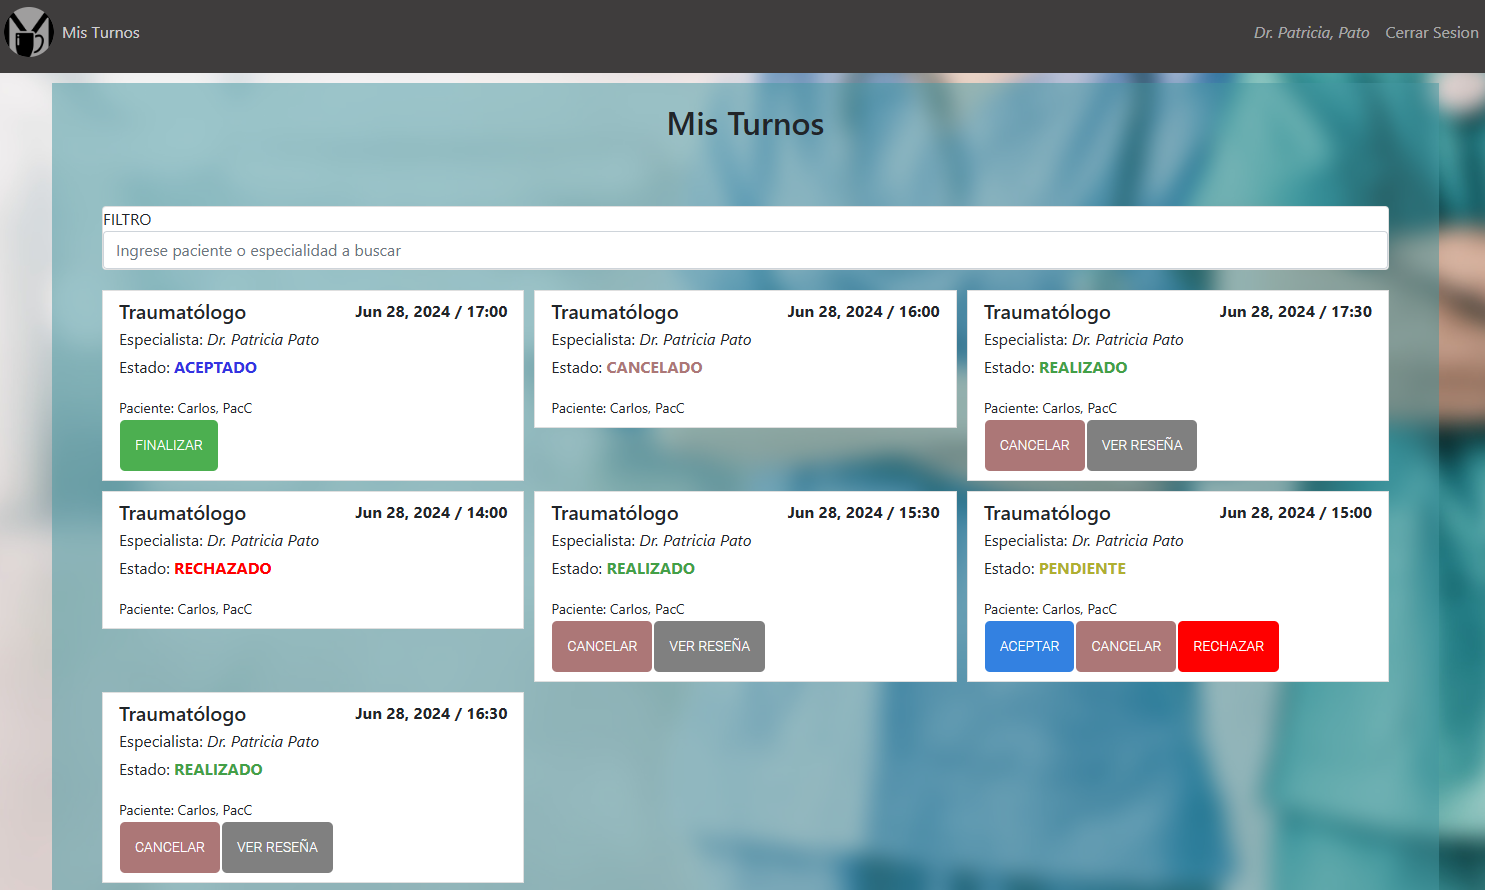 Mis Turnos
Dr. Patricia, Pato Cerrar Sesion
Mis Turnos
FILTRO
Ingrese paciente o especialidad a buscar
Traumatólogo Jun 28, 2024 / 17:00
Especialista: Dr. Patricia Pato
Estado: ACEPTADO
Paciente: Carlos, PacC
FINALIZAR
Traumatólogo Jun 28, 2024 / 16:00
Especialista: Dr. Patricia Pato
Estado: CANCELADO
Paciente: Carlos, PacC
Traumatólogo Jun 28, 2024 / 17:30
Especialista: Dr. Patricia Pato
Estado: REALIZADO
Paciente: Carlos, PacC
CANCELAR VER RESEÑA
Traumatólogo Jun 28, 2024 / 14:00
Especialista: Dr. Patricia Pato
Estado: RECHAZADO
Paciente: Carlos, PacC
Traumatólogo Jun 28, 2024 / 15:30
Especialista: Dr. Patricia Pato
Estado: REALIZADO
Paciente: Carlos, PacC
CANCELAR VER RESEÑA
Traumatólogo Jun 28, 2024 / 15:00
Especialista: Dr. Patricia Pato
Estado: PENDIENTE
Paciente: Carlos, PacC
ACEPTAR CANCELAR RECHAZAR
Traumatólogo Jun 28, 2024 / 16:30
Especialista: Dr. Patricia Pato
Estado: REALIZADO
Paciente: Carlos, PacC
CANCELAR VER RESEÑA